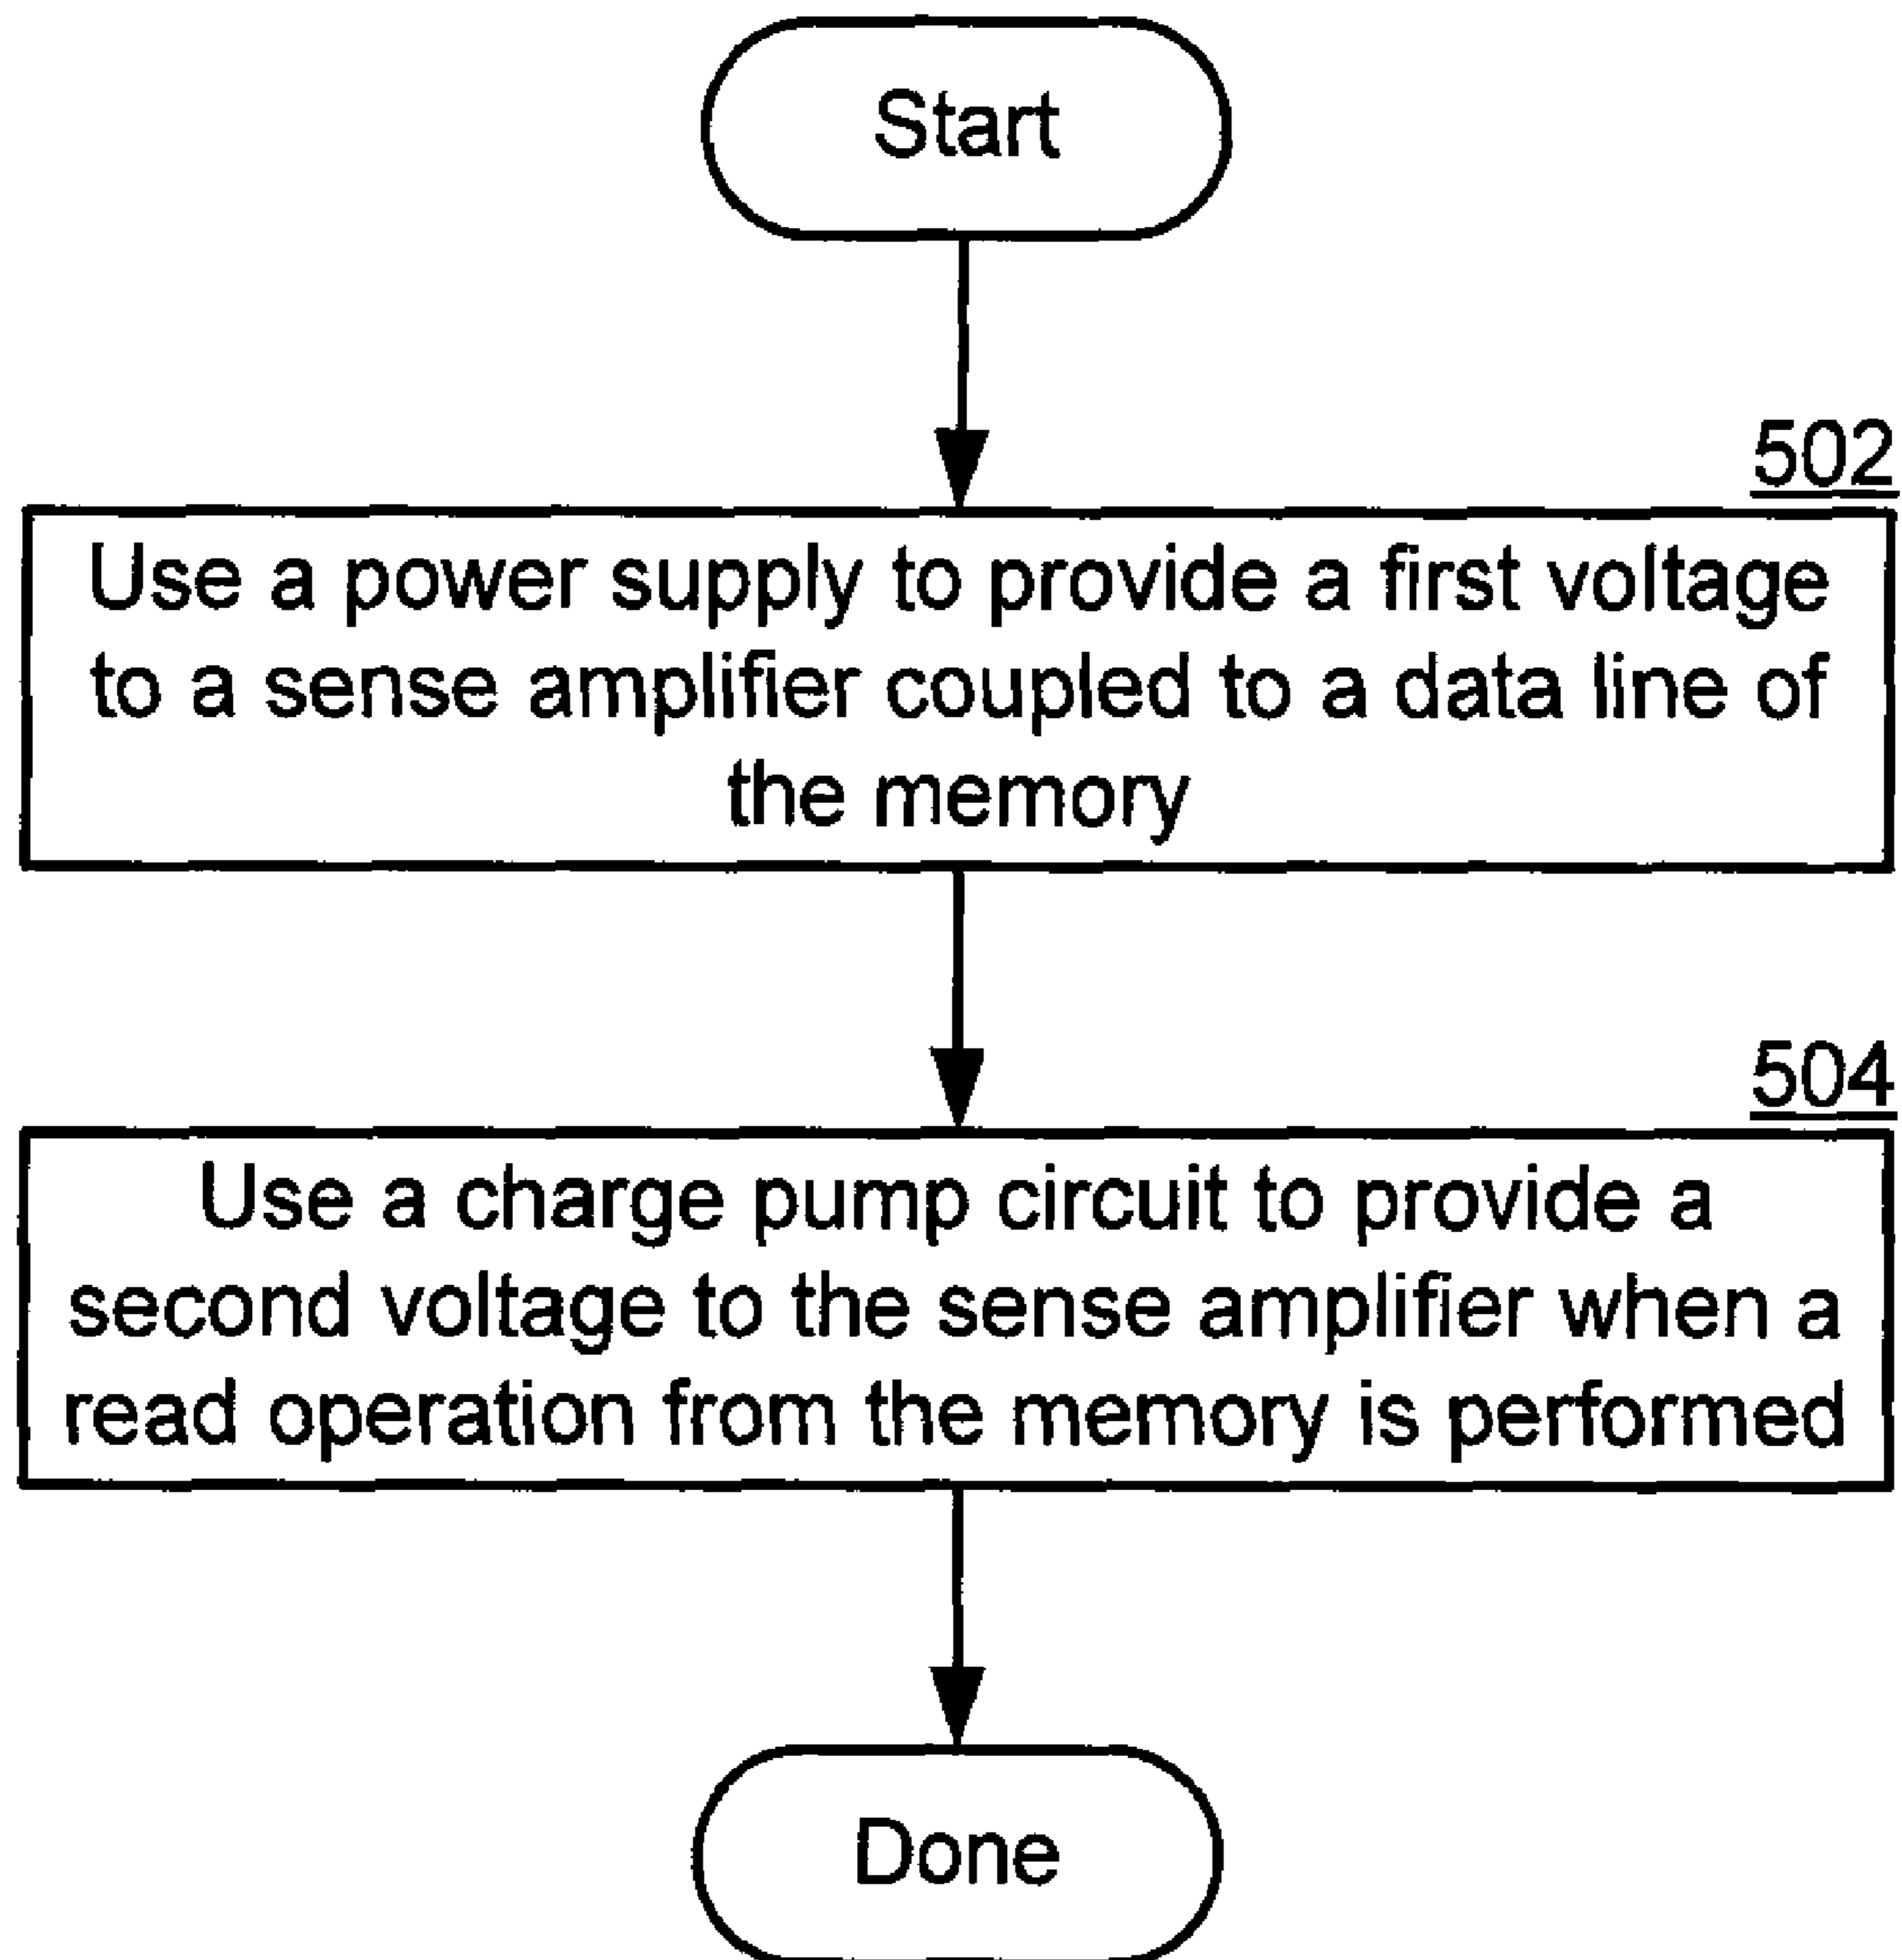 Start
502
Use a power supply to provide a first voltage
to a sense amplifier coupled to a data line of
the memory
504
Use a charge pump circuit to provide a
second voltage to the sense amplifier when a
read operation from the memory is performed
Done